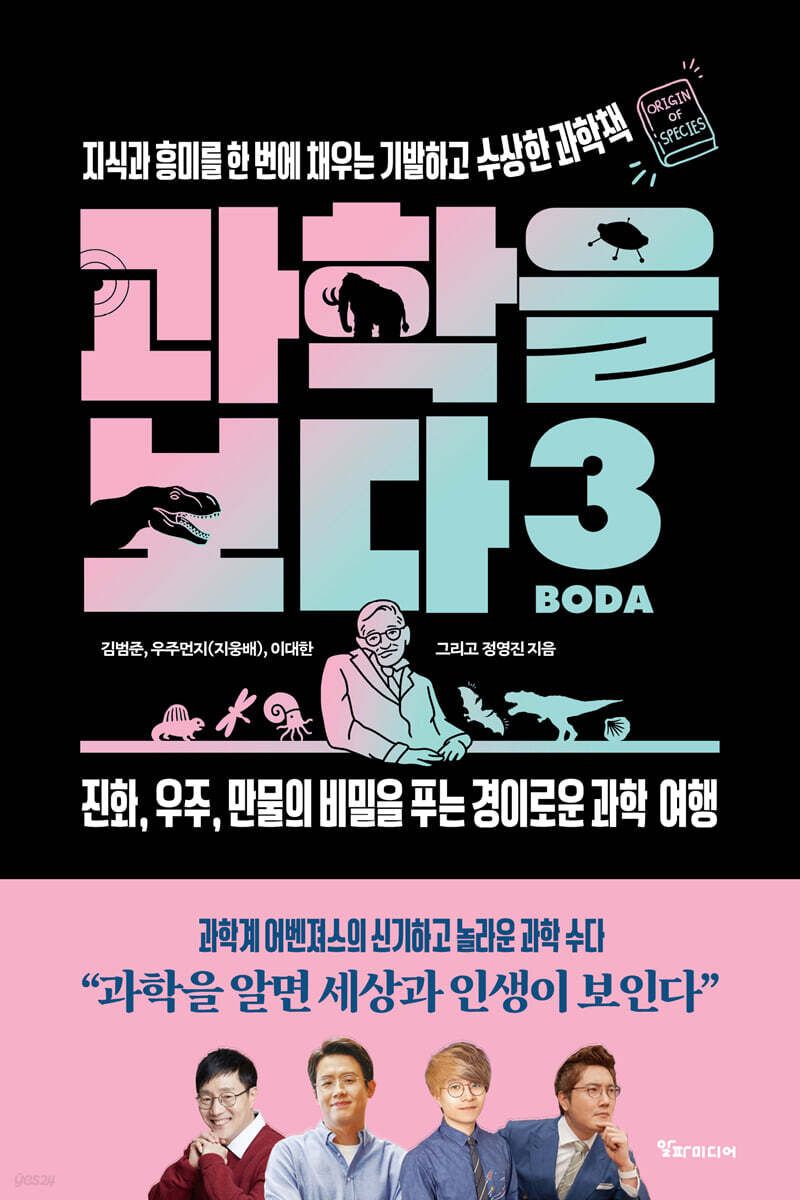 지식과 흥미를 한 번에 채우는 기발하고 수상한 과학책
ORIGIN
OF
SPECIES
과학을
보다 3
BODA
김범준, 우주먼지(지웅배), 이대한 그리고 정영진 지음
진화, 우주, 만물의 비밀을 푸는 경이로운 과학 여행
과학계 어벤져스의 신기하고 놀라운 과학 수다
“과학을 알면 세상과 인생이 보인다”
알파미디어
yes24